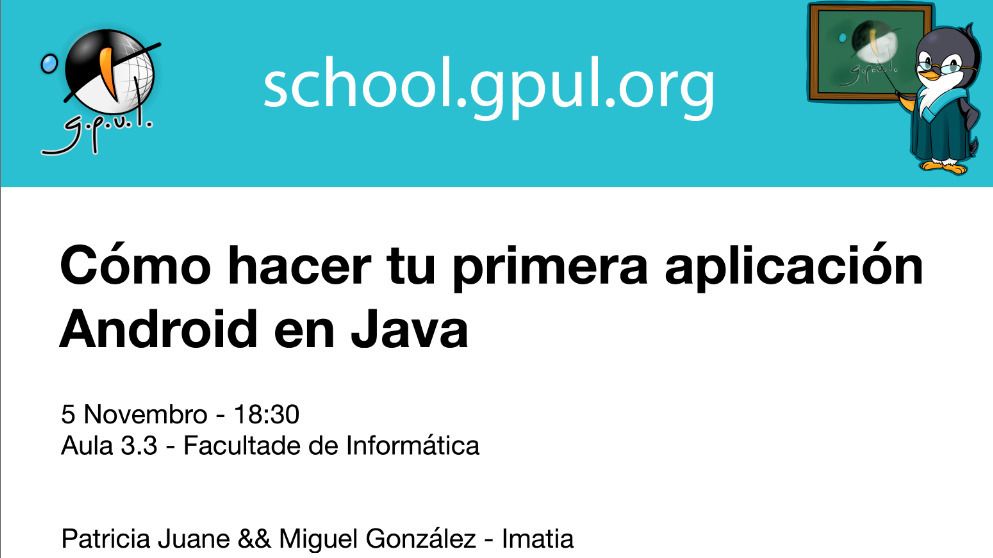 g.p.u.l.
school.gpul.org
g.p.u.l.
Cómo hacer tu primera aplicación
Android en Java
5 Novembro - 18:30
Aula 3.3 - Facultade de Informática
Patricia Juane && Miguel González - Imatia